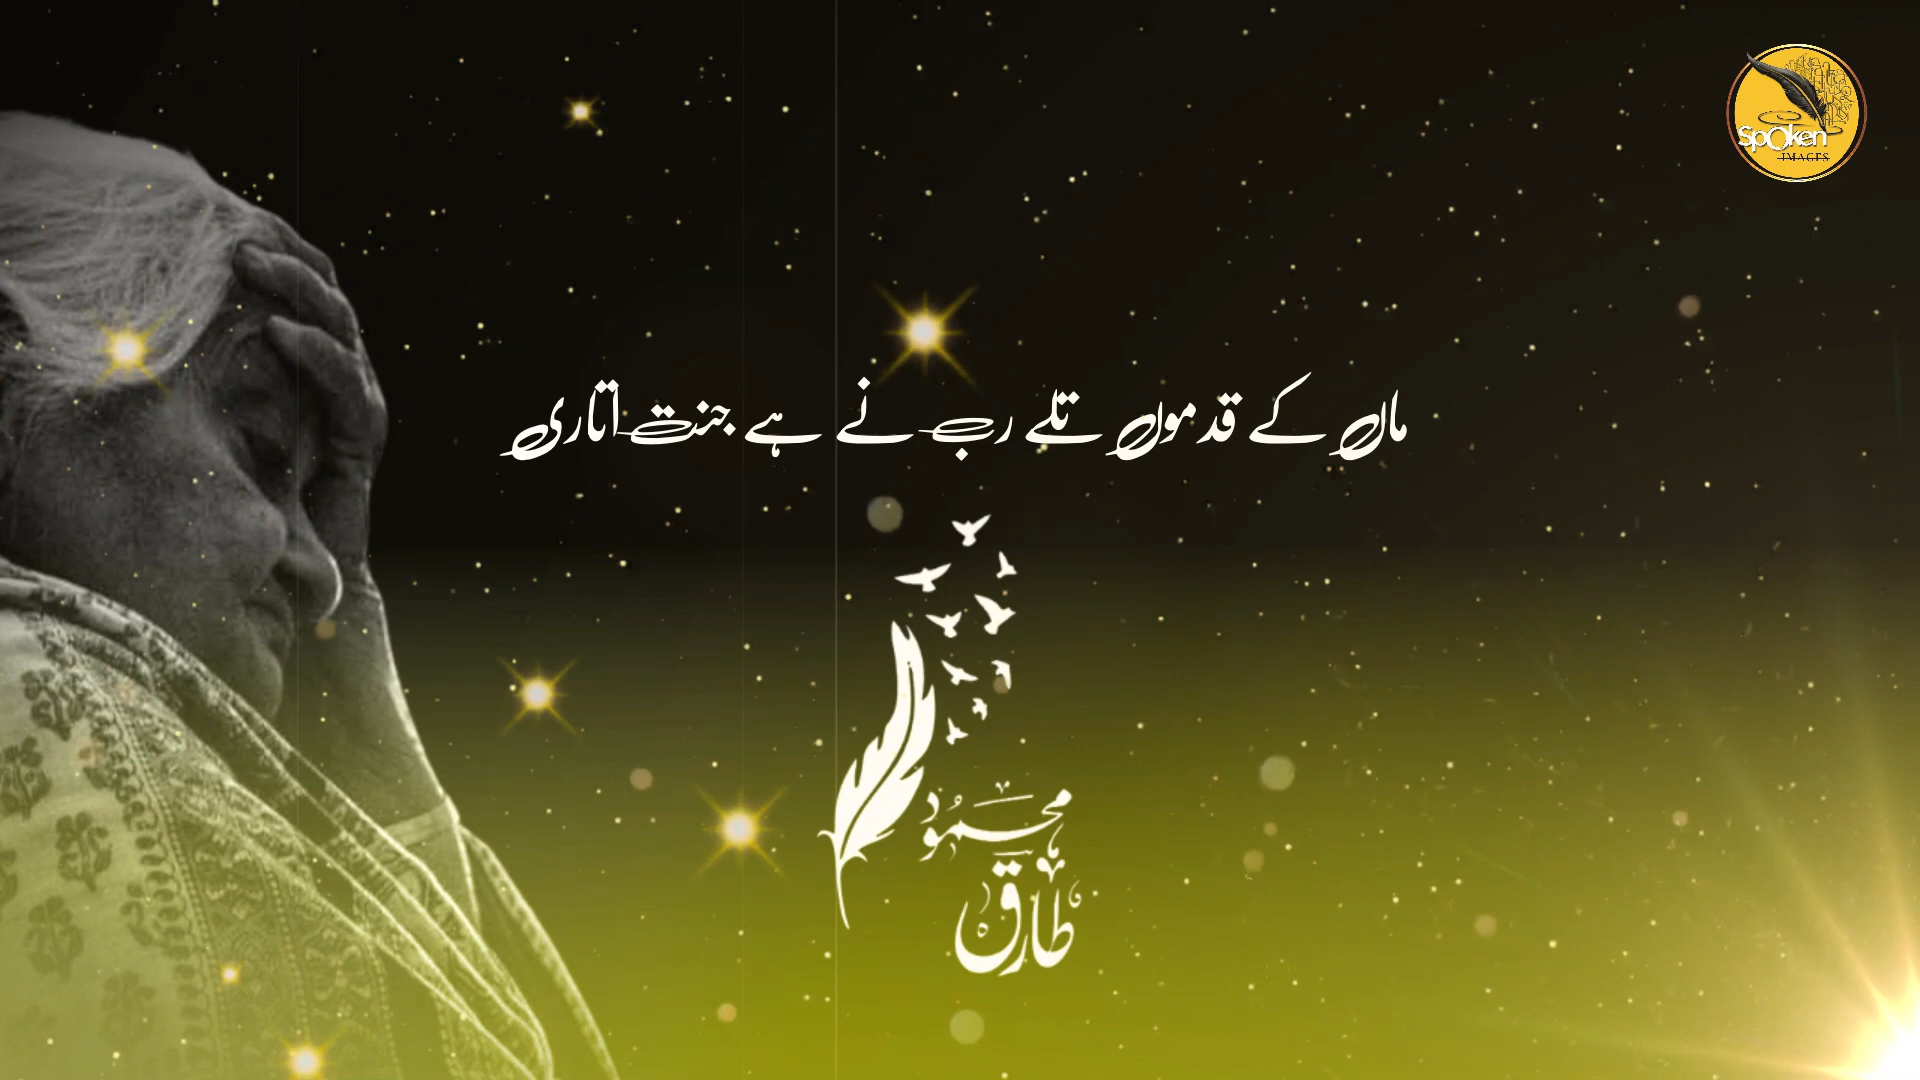 Spoken
IMAGES
ماں کے قدموں تلے رب نے ہے جنت اتاری
محمود
طارق